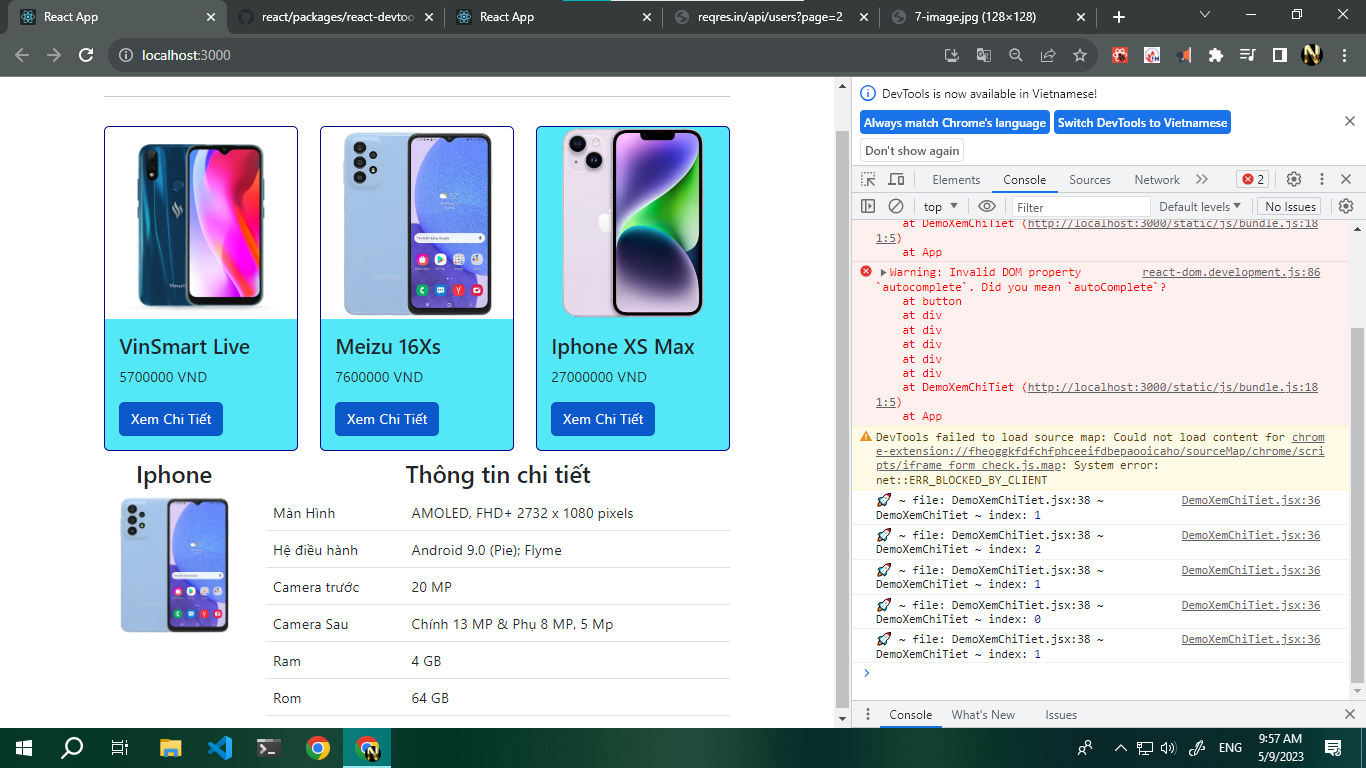 React App
react/packages/react-devtoo
React App
reqres.in/api/users?page=2
7-image.jpg (128×128)
localhost:3000
VinSmart Live
5700000 VND
Xem Chi Tiết
Meizu 16Xs
7600000 VND
Xem Chi Tiết
Iphone XS Max
27000000 VND
Xem Chi Tiết
Iphone
Thông tin chi tiết
Màn Hình AMOLED, FHD+ 2732 x 1080 pixels
Hệ điều hành Android 9.0 (Pie); Flyme
Camera trước 20 MP
Camera Sau Chính 13 MP & Phụ 8 MP, 5 Mp
Ram 4 GB
Rom 64 GB
DevTools is now available in Vietnamese!
Always match Chrome's language Switch DevTools to Vietnamese
Don't show again
Elements Console Sources Network 2
top Filter Default levels No Issues
at DemoXemChiTiet (http://localhost:3000/static/js/bundle.js:18
1:5)
at App
Warning: Invalid DOM property react-dom.development.js:86
`autocomplete`. Did you mean `autoComplete`?
at button
at div
at div
at div
at div
at div
at DemoXemChiTiet (http://localhost:3000/static/js/bundle.js:18
1:5)
at App
DevTools failed to load source map: Could not load content for chrom
e-extension://fheoggkfdfchfphceeifdbepaooicaho/sourceMap/chrome/scri
pts/iframe_form_check.js.map: System error:
net::ERR_BLOCKED_BY_CLIENT
🚀 ~ file: DemoXemChiTiet.jsx:38 ~ DemoXemChiTiet.jsx:36
DemoXemChiTiet ~ index: 1
🚀 ~ file: DemoXemChiTiet.jsx:38 ~ DemoXemChiTiet.jsx:36
DemoXemChiTiet ~ index: 2
🚀 ~ file: DemoXemChiTiet.jsx:38 ~ DemoXemChiTiet.jsx:36
DemoXemChiTiet ~ index: 1
🚀 ~ file: DemoXemChiTiet.jsx:38 ~ DemoXemChiTiet.jsx:36
DemoXemChiTiet ~ index: 0
🚀 ~ file: DemoXemChiTiet.jsx:38 ~ DemoXemChiTiet.jsx:36
DemoXemChiTiet ~ index: 1
Console What's New Issues
ENG
9:57 AM
5/9/2023